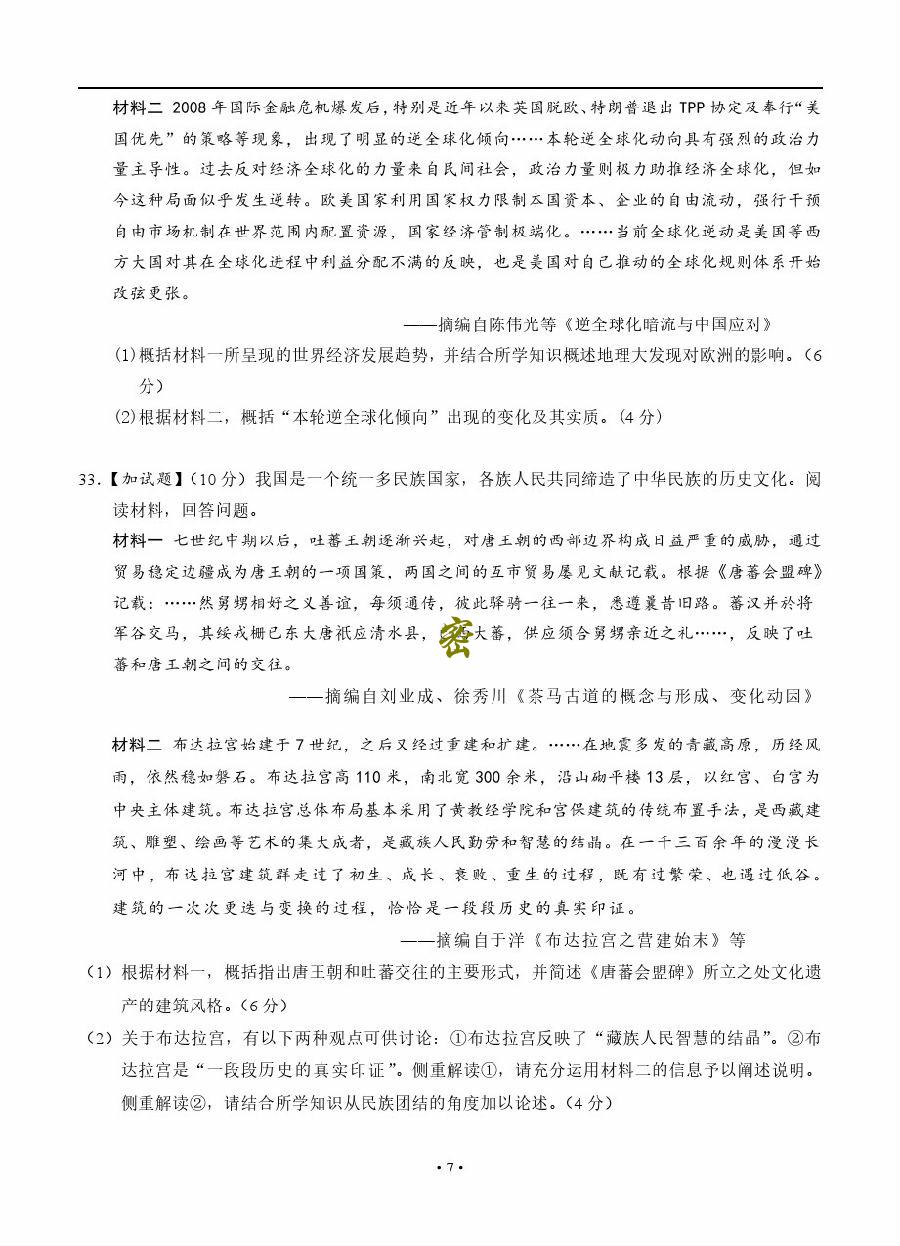 材料二 2008 年国际金融危机爆发后，特别是近年以来英国脱欧、特朗普退出 TPP 协定及奉行“美
国优先”的策略等现象，出现了明显的逆全球化倾向……本轮逆全球化动向具有强烈的政治力
量主导性。过去反对经济全球化的力量来自民间社会，政治力量则极力助推经济全球化，但如
今这种局面似乎发生逆转。欧美国家利用国家权力限制本国资本、企业的自由流动，强行干预
自由市场机制在世界范围内配置资源，国家经济管制极端化。……当前全球化逆动是美国等西
方大国对其在全球化进程中利益分配不满的反映，也是美国对自己推动的全球化规则体系开始
改弦更张。
——摘编自陈伟光等《逆全球化暗流与中国应对》
(1)概括材料一所呈现的世界经济发展趋势，并结合所学知识概述地理大发现对欧洲的影响。（6
分）
(2)根据材料二，概括“本轮逆全球化倾向”出现的变化及其实质。(4 分)
33.【加试题】（10 分）我国是一个统一多民族国家，各族人民共同缔造了中华民族的历史文化。阅
读材料，回答问题。
材料一 七世纪中期以后，吐蕃王朝逐渐兴起，对唐王朝的西部边界构成日益严重的威胁，通过
贸易稳定边疆成为唐王朝的一项国策，两国之间的互市贸易屡见文献记载。根据《唐蕃会盟碑》
记载：……然舅甥相好之义善谊，每须通传，彼此驿骑一往一来，悉遵曩昔旧路。蕃汉并於将
军谷交马，其绥戎栅已东大唐祇应清水县，大蕃，供应须合舅甥亲近之礼……，反映了吐
蕃和唐王朝之间的交往。
——摘编自刘业成、徐秀川《茶马古道的概念与形成、变化动因》
材料二 布达拉宫始建于 7 世纪，之后又经过重建和扩建。……在地震多发的青藏高原，历经风
雨，依然稳如磐石。布达拉宫高 110 米，南北宽 300 余米，沿山砌平楼 13 层，以红宫、白宫为
中央主体建筑。布达拉宫总体布局基本采用了黄教经学院和宫保建筑的传统布置手法，是西藏建
筑、雕塑、绘画等艺术的集大成者，是藏族人民勤劳和智慧的结晶。在一千三百余年的漫漫长
河中，布达拉宫建筑群走过了初生、成长、衰败、重生的过程，既有过繁荣、也遇过低谷。
建筑的一次次更迭与变换的过程，恰恰是一段段历史的真实印证。
——摘编自于洋《布达拉宫之营建始末》等
（1）根据材料一，概括指出唐王朝和吐蕃交往的主要形式，并简述《唐蕃会盟碑》所立之处文化遗
产的建筑风格。（6 分）
（2）关于布达拉宫，有以下两种观点可供讨论：①布达拉宫反映了“藏族人民智慧的结晶”。②布
达拉宫是“一段段历史的真实印证”。侧重解读①，请充分运用材料二的信息予以阐述说明。
侧重解读②，请结合所学知识从民族团结的角度加以论述。（4 分）
密
• 7 •